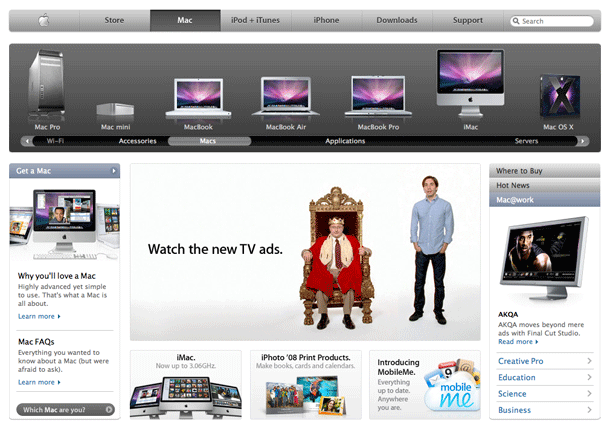 Store
Mac
iPod + iTunes
iPhone
Downloads
Support
Search
Mac Pro
Mac mini
MacBook
MacBook Air
MacBook Pro
iMac
Mac OS X
Wi-Fi
Accessories
Macs
Applications
Servers
Get a Mac
Why you'll love a Mac
Highly advanced yet simple
to use. That's what a Mac is
all about.
Learn more
Mac FAQs
Everything you wanted to
know about a Mac (but were
afraid to ask).
Learn more
Which Mac are you?
Watch the new TV ads.
iMac.
Now up to 3.06GHz.
iPhoto '08 Print Products.
Make books, cards and calendars.
Introducing
MobileMe.
Everything
up to date.
Anywhere
you are.
mobile
me
Where to Buy
Hot News
Mac@work
AKQA
AKQA moves beyond mere
ads with Final Cut Studio.
Read more
Creative Pro
Education
Science
Business